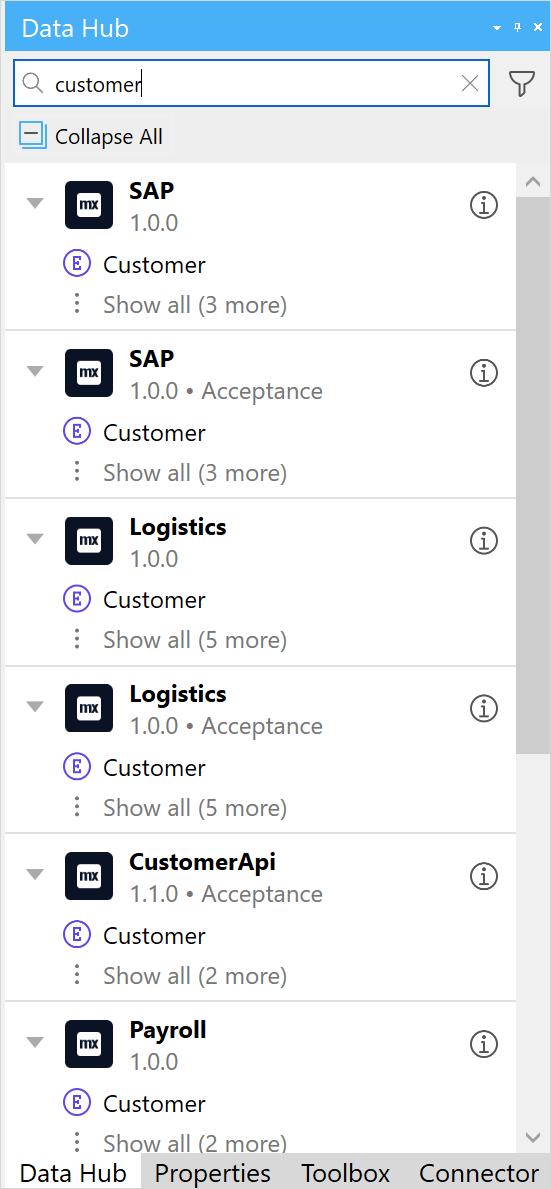 Data Hub
customer
Collapse All
mx
SAP
1.0.0
E
Customer
Show all (3 more)
mx
SAP
1.0.0 • Acceptance
E
Customer
Show all (3 more)
mx
Logistics
1.0.0
E
Customer
Show all (5 more)
mx
Logistics
1.0.0 • Acceptance
E
Customer
Show all (5 more)
mx
CustomerApi
1.1.0 • Acceptance
E
Customer
Show all (2 more)
mx
Payroll
1.0.0
E
Customer
Show all (2 more)
Data Hub Properties Toolbox Connector